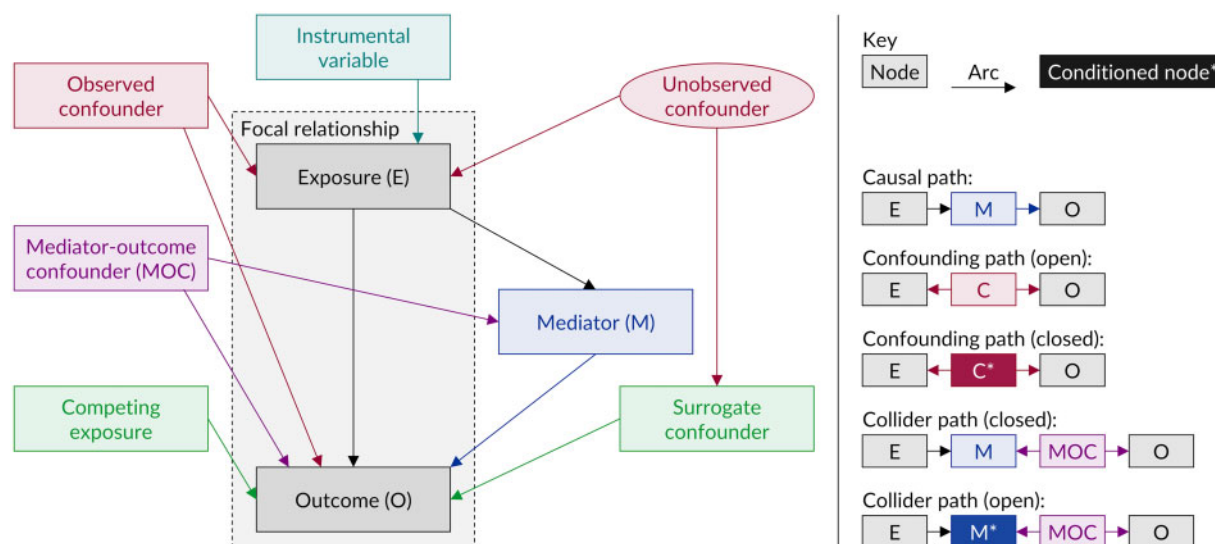 Instrumental
variable
Observed
confounder
Unobserved
confounder
Focal relationship
Exposure (E)
Mediator-outcome
confounder (MOC)
Mediator (M)
Competing
exposure
Surrogate
confounder
Outcome (O)
Key
Node
Arc
Conditioned node*
Causal path:
E M O
Confounding path (open):
E C O
Confounding path (closed):
E C* O
Collider path (closed):
E M MOC O
Collider path (open):
E M* MOC O